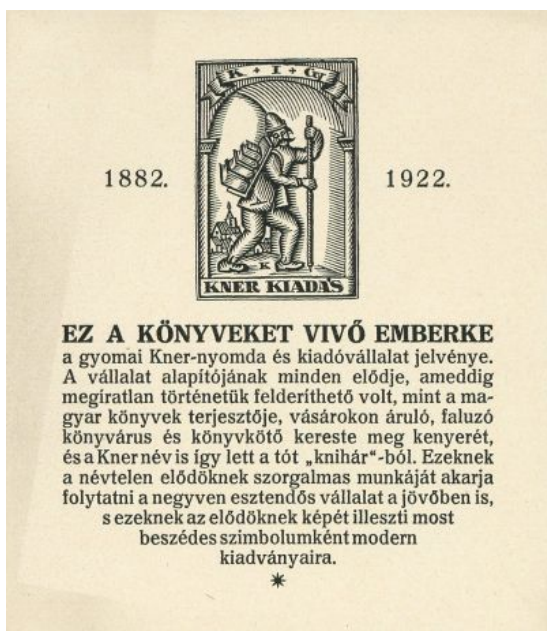 K + I + Cg
1882.
1922.
K
KNER KIADÁS
EZ A KÖNYVEKET VIVŐ EMBERKE
a gyomai Kner-nyomda és kiadóvállalat jelvénye.
A vállalat alapítójának minden elődje, ameddig
megíratlan történetük felderíthető volt, mint a ma-
gyar könyvek terjesztője, vásárokon áruló, faluzó
könyvárus és könyvkötő kereste meg kenyerét,
és a Kner név is így lett a tót „knihár“-ból. Ezeknek
a névtelen elődöknek szorgalmas munkáját akarja
folytatni a negyven esztendős vállalat a jövőben is,
s ezeknek az elődöknek képét illeszti most
beszédes szimbolumként modern
kiadványaira.